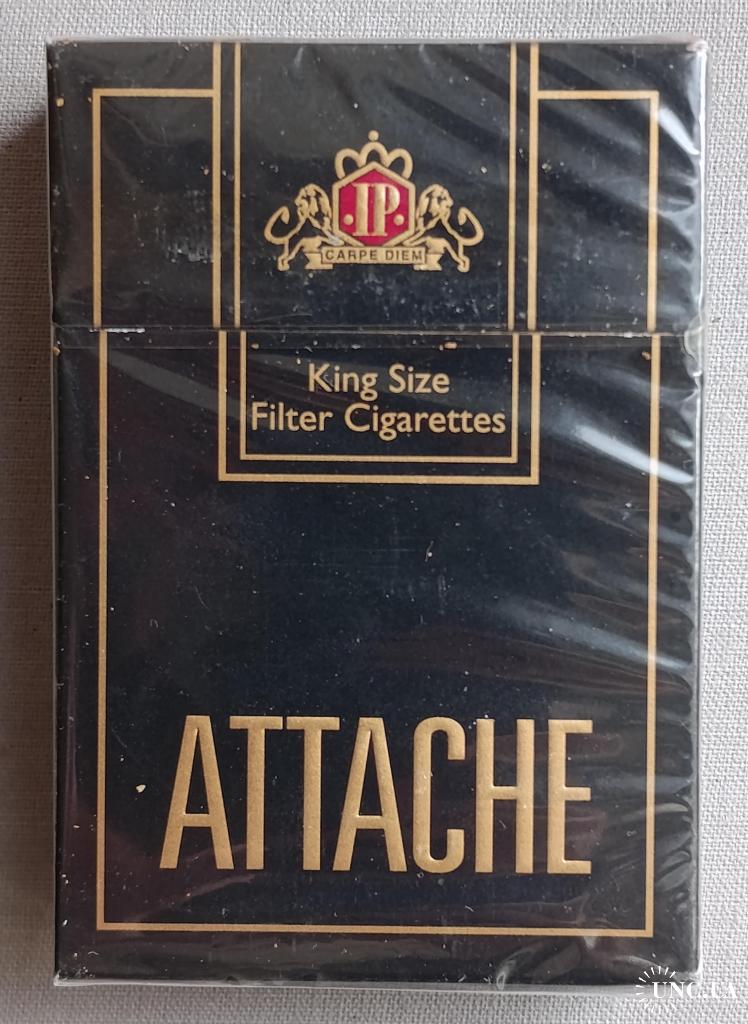 ·IP·
CARPE DIEM
King Size
Filter Cigarettes
ATTACHE
UNC.UA